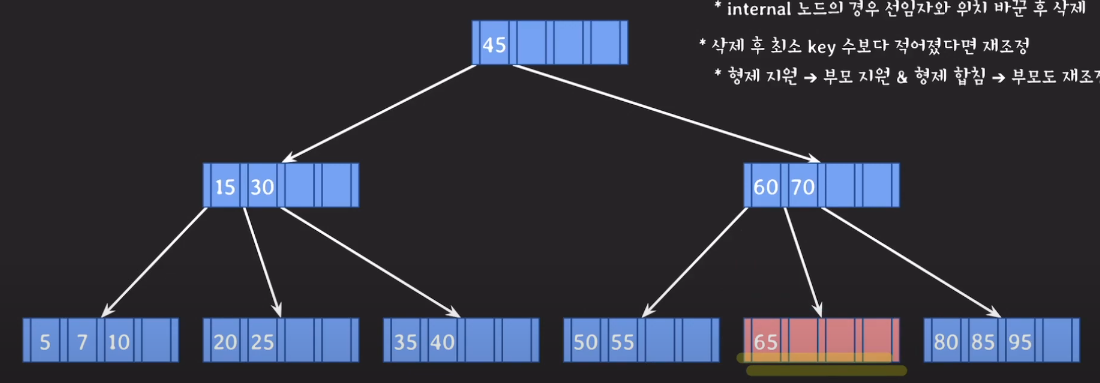 * internal 노드의 경우 선임자와 위치 바꾼 후 삭제
* 삭제 후 최소 key 수보다 적어졌다면 재조정
* 형제 지원 → 부모 지원 & 형제 합침 → 부모도 재조정
45
15 30
60 70
5 7 10
20 25
35 40
50 55
65
80 85 95